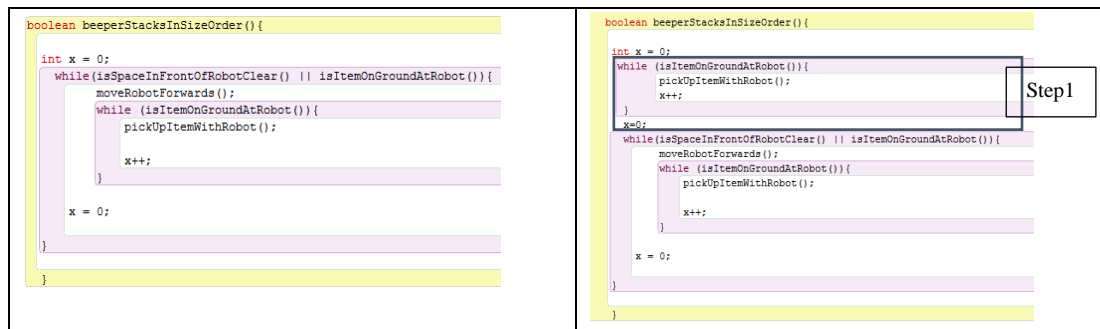 boolean beeperStacksInSizeOrder(){
int x = 0;
while(isSpaceInFrontOfRobotClear() || isItemOnGroundAtRobot()){
moveRobotForwards();
while (isItemOnGroundAtRobot()){
pickUpItemWithRobot();
x++;
}
x = 0;
}
}
boolean beeperStacksInSizeOrder(){
int x = 0;
while (isItemOnGroundAtRobot()){
pickUpItemWithRobot();
x++;
}
Step1
x=0;
while(isSpaceInFrontOfRobotClear() || isItemOnGroundAtRobot()){
moveRobotForwards();
while (isItemOnGroundAtRobot()){
pickUpItemWithRobot();
x++;
}
x = 0;
}
}